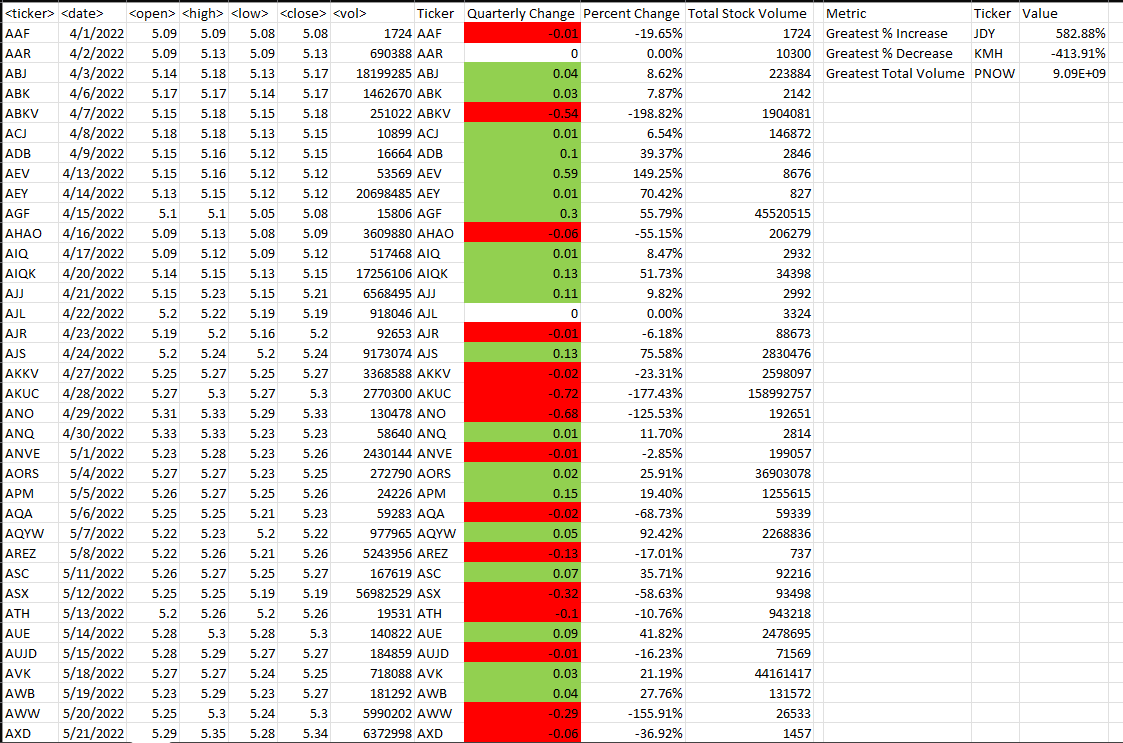 <ticker> <date> <open> <high> <low> <close> <vol> Ticker Quarterly Change Percent Change Total Stock Volume Metric Ticker Value
AAF 4/1/2022 5.09 5.09 5.08 5.08 1724 AAF -0.01 -19.65% 1724 Greatest % Increase JDY 582.88%
AAR 4/2/2022 5.09 5.13 5.09 5.13 690388 AAR 0 0.00% 10300 Greatest % Decrease KMH -413.91%
ABJ 4/3/2022 5.14 5.18 5.13 5.17 18199285 ABJ 0.04 8.62% 223884 Greatest Total Volume PNOW 9.09E+09
ABK 4/6/2022 5.17 5.17 5.14 5.17 1462670 ABK 0.03 7.87% 2142
ABKV 4/7/2022 5.15 5.18 5.15 5.18 251022 ABKV -0.54 -198.82% 1904081
ACJ 4/8/2022 5.18 5.18 5.13 5.15 10899 ACJ 0.01 6.54% 146872
ADB 4/9/2022 5.15 5.16 5.12 5.15 16664 ADB 0.1 39.37% 2846
AEV 4/13/2022 5.15 5.16 5.12 5.12 53569 AEV 0.59 149.25% 8676
AEY 4/14/2022 5.13 5.15 5.12 5.12 20698485 AEY 0.01 70.42% 827
AGF 4/15/2022 5.1 5.1 5.05 5.08 15806 AGF 0.3 55.79% 45520515
AHAO 4/16/2022 5.09 5.13 5.08 5.09 3609880 AHAO -0.06 -55.15% 206279
AIQ 4/17/2022 5.09 5.12 5.09 5.12 517468 AIQ 0.01 8.47% 2932
AIQK 4/20/2022 5.14 5.15 5.13 5.15 17256106 AIQK 0.13 51.73% 34398
AJJ 4/21/2022 5.15 5.23 5.15 5.21 6568495 AJJ 0.11 9.82% 2992
AJL 4/22/2022 5.2 5.22 5.19 5.19 918046 AJL 0 0.00% 3324
AJR 4/23/2022 5.19 5.2 5.16 5.2 92653 AJR -0.01 -6.18% 88673
AJS 4/24/2022 5.2 5.24 5.2 5.24 9173074 AJS 0.13 75.58% 2830476
AKKV 4/27/2022 5.25 5.27 5.25 5.27 3368588 AKKV -0.02 -23.31% 2598097
AKUC 4/28/2022 5.27 5.3 5.27 5.3 2770300 AKUC -0.72 -177.43% 158992757
ANO 4/29/2022 5.31 5.33 5.29 5.33 130478 ANO -0.68 -125.53% 192651
ANQ 4/30/2022 5.33 5.33 5.23 5.23 58640 ANQ 0.01 11.70% 2814
ANVE 5/1/2022 5.23 5.28 5.23 5.26 2430144 ANVE -0.01 -2.85% 199057
AORS 5/4/2022 5.27 5.27 5.23 5.25 272790 AORS 0.02 25.91% 36903078
APM 5/5/2022 5.26 5.27 5.25 5.26 24226 APM 0.15 19.40% 1255615
AQA 5/6/2022 5.25 5.25 5.21 5.23 59283 AQA -0.02 -68.73% 59339
AQYW 5/7/2022 5.22 5.23 5.2 5.22 977965 AQYW 0.05 92.42% 2268836
AREZ 5/8/2022 5.22 5.26 5.21 5.26 5243956 AREZ -0.13 -17.01% 737
ASC 5/11/2022 5.26 5.27 5.25 5.27 167619 ASC 0.07 35.71% 92216
ASX 5/12/2022 5.25 5.25 5.19 5.19 56982529 ASX -0.32 -58.63% 93498
ATH 5/13/2022 5.2 5.26 5.2 5.26 19531 ATH -0.1 -10.76% 943218
AUE 5/14/2022 5.28 5.3 5.28 5.3 140822 AUE 0.09 41.82% 2478695
AUJD 5/15/2022 5.28 5.29 5.27 5.27 184859 AUJD -0.01 -16.23% 71569
AVK 5/18/2022 5.27 5.27 5.24 5.25 718088 AVK 0.03 21.19% 44161417
AWB 5/19/2022 5.23 5.29 5.23 5.27 181292 AWB 0.04 27.76% 131572
AWW 5/20/2022 5.25 5.3 5.24 5.3 5990202 AWW -0.29 -155.91% 26533
AXD 5/21/2022 5.29 5.35 5.28 5.34 6372998 AXD -0.06 -36.92% 1457